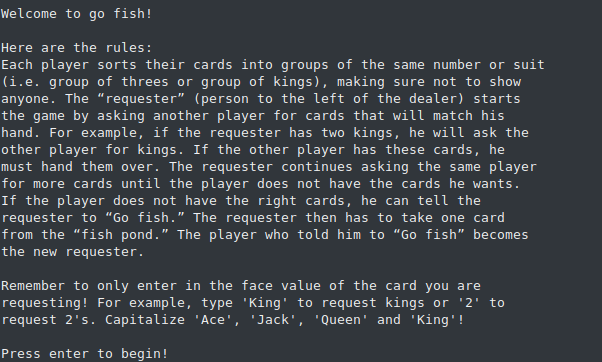 Welcome to go fish!
Here are the rules:
Each player sorts their cards into groups of the same number or suit
(i.e. group of threes or group of kings), making sure not to show
anyone. The “requester” (person to the left of the dealer) starts
the game by asking another player for cards that will match his
hand. For example, if the requester has two kings, he will ask the
other player for kings. If the other player has these cards, he
must hand them over. The requester continues asking the same player
for more cards until the player does not have the cards he wants.
If the player does not have the right cards, he can tell the
requester to “Go fish.” The requester then has to take one card
from the “fish pond.” The player who told him to “Go fish” becomes
the new requester.
Remember to only enter in the face value of the card you are
requesting! For example, type 'King' to request kings or '2' to
request 2's. Capitalize 'Ace', 'Jack', 'Queen' and 'King'!
Press enter to begin!